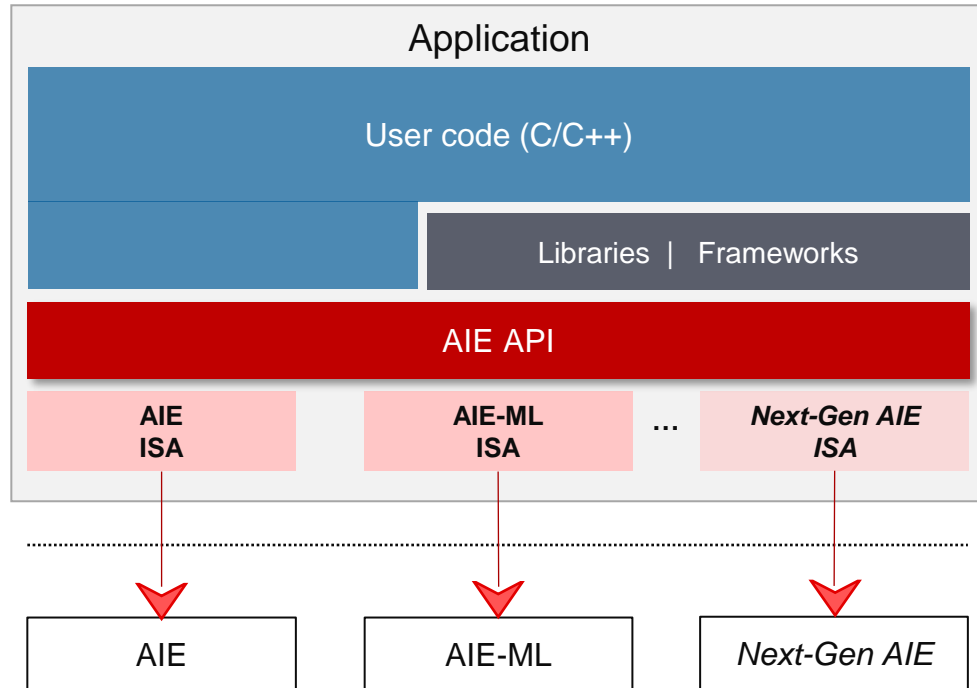 Application
User code (C/C++)
Libraries | Frameworks
AIE API
AIE
ISA
AIE-ML
ISA
...
Next-Gen AIE
ISA
AIE
AIE-ML
Next-Gen AIE